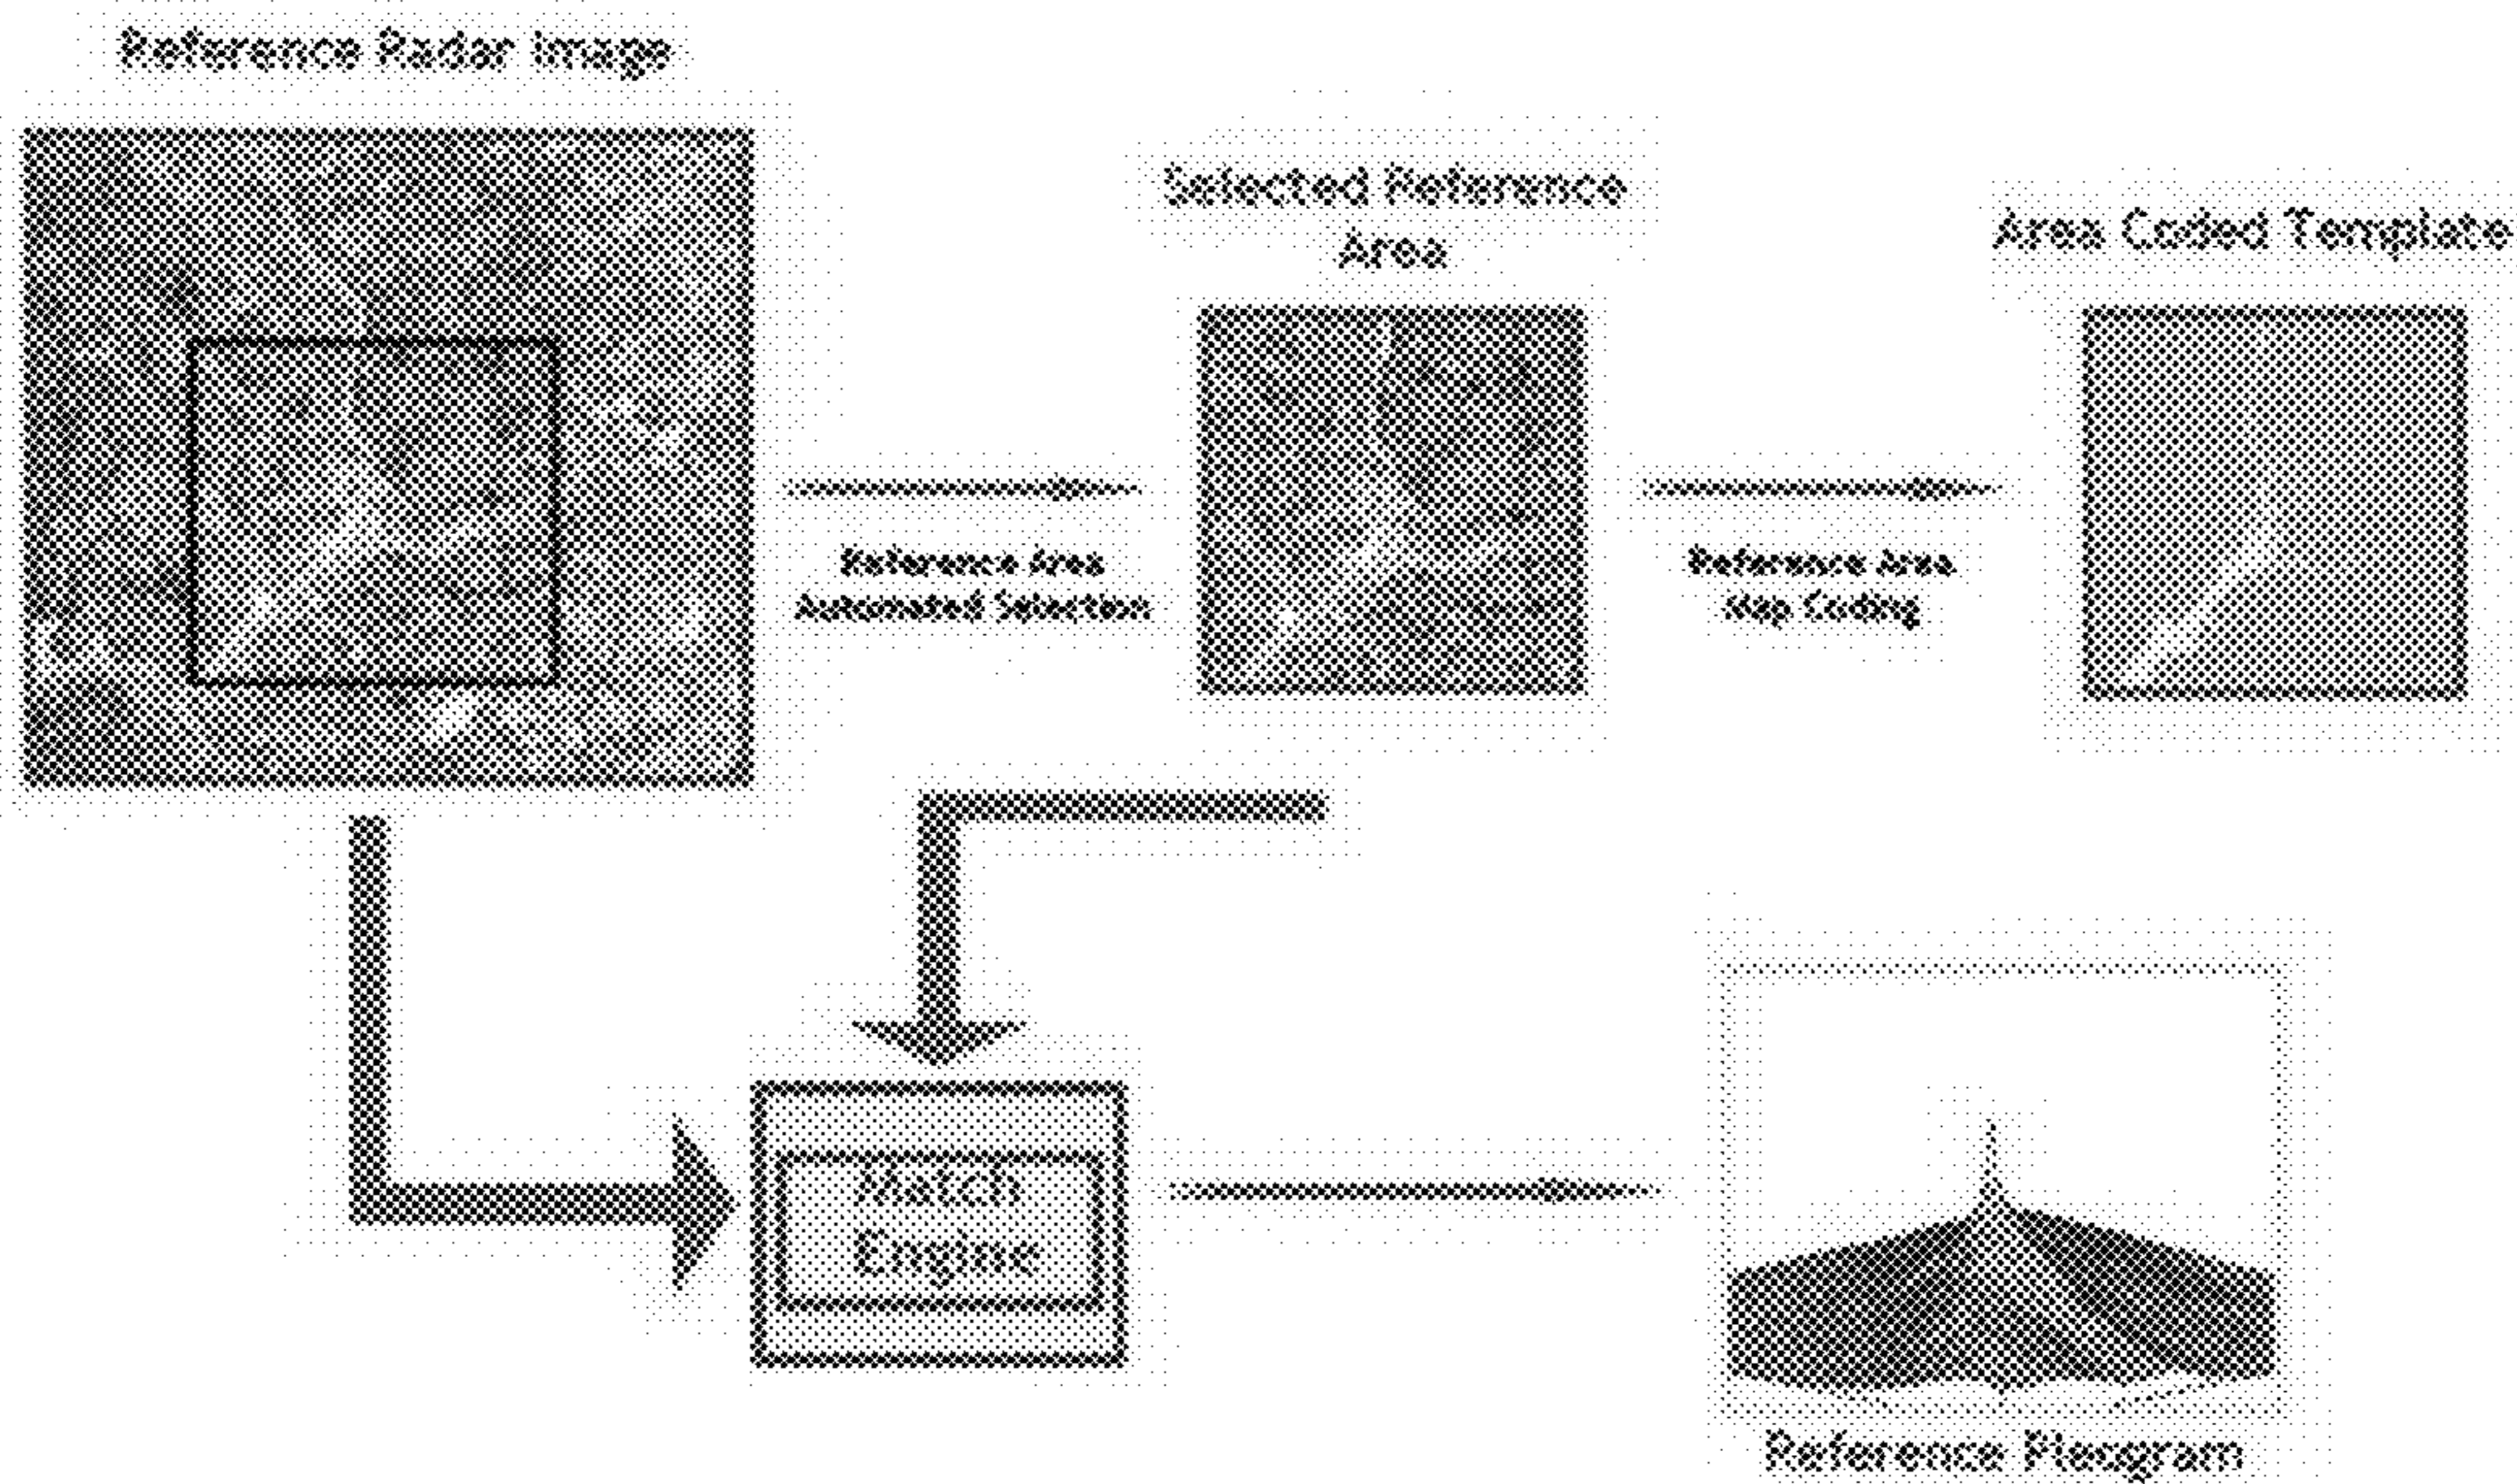 Reference Radar Image
Selected Reference
Area
Area Coded Template
Reference Area
Automated Selection
Reference Area
Map Coding
Match
Engine
Reference